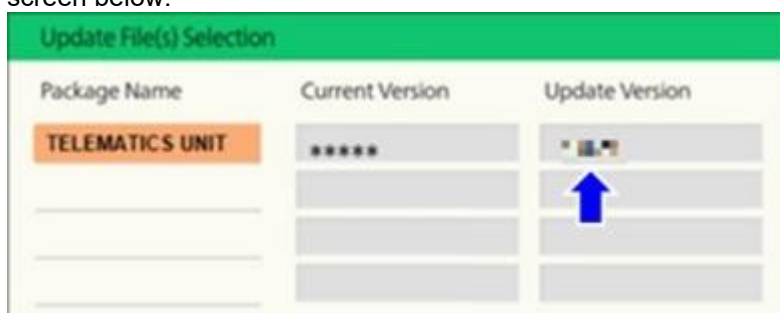 screen below.
Update File(s) Selection
Package Name Current Version Update Version
TELEMATICS UNIT *****